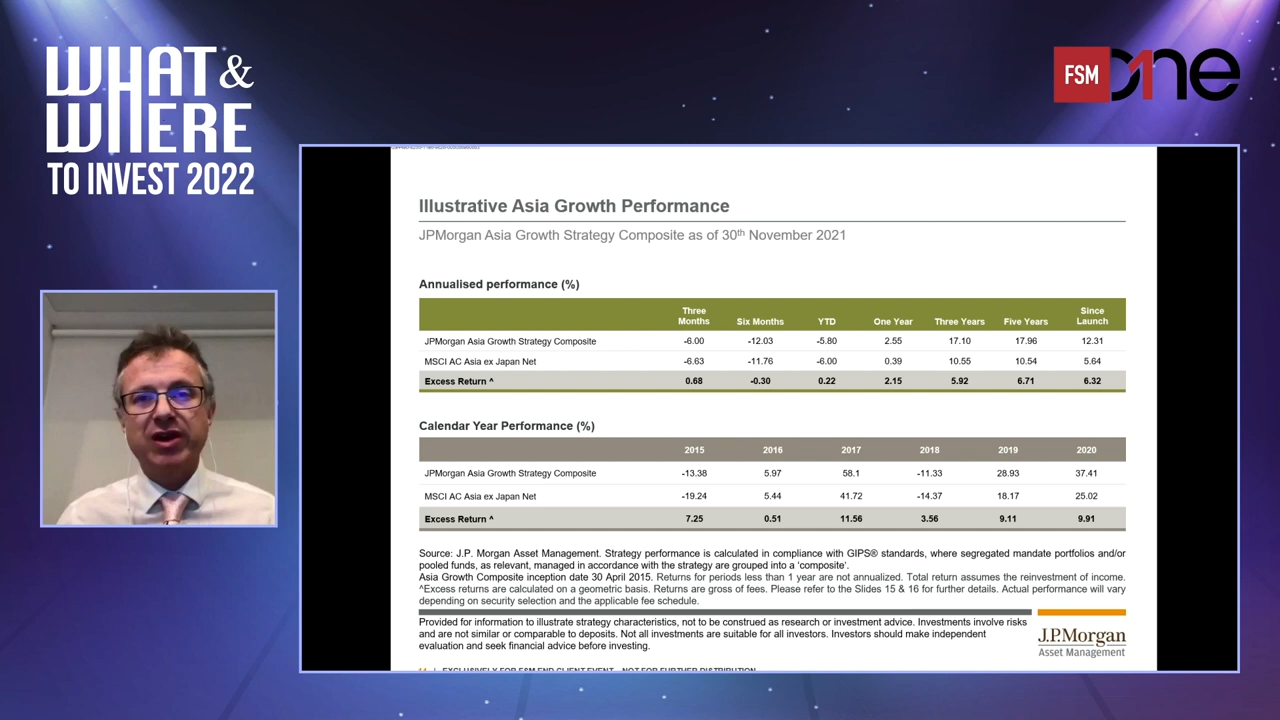 WHAT &
WHERE
TO INVEST 2022
FSM One
Illustrative Asia Growth Performance
JPMorgan Asia Growth Strategy Composite as of 30th November 2021
Annualised performance (%)
Three Months Six Months YTD One Year Three Years Five Years Since Launch
JPMorgan Asia Growth Strategy Composite -6.00 -12.03 -5.80 2.55 17.10 17.96 12.31
MSCI AC Asia ex Japan Net -6.63 -11.76 -6.00 0.39 10.55 10.54 5.64
Excess Return ^ 0.68 -0.30 0.22 2.15 5.92 6.71 6.32
Calendar Year Performance (%)
2015 2016 2017 2018 2019 2020
JPMorgan Asia Growth Strategy Composite -13.38 5.97 58.1 -11.33 28.93 37.41
MSCI AC Asia ex Japan Net -19.24 5.44 41.72 -14.37 18.17 25.02
Excess Return ^ 7.25 0.51 11.56 3.56 9.11 9.91
Source: J.P. Morgan Asset Management. Strategy performance is calculated in compliance with GIPS® standards, where segregated mandate portfolios and/or
pooled funds, as relevant, managed in accordance with the strategy are grouped into a ‘composite’.
Asia Growth Composite inception date 30 April 2015. Returns for periods less than 1 year are not annualized. Total return assumes the reinvestment of income.
^Excess returns are calculated on a geometric basis. Returns are gross of fees. Please refer to the Slides 15 & 16 for further details. Actual performance will vary
depending on security selection and the applicable fee schedule.
Provided for information to illustrate strategy characteristics, not to be construed as research or investment advice. Investments involve risks
and are not similar or comparable to deposits. Not all investments are suitable for all investors. Investors should make independent
evaluation and seek financial advice before investing.
J.P.Morgan
Asset Management
14 | EXCLUSIVELY FOR FSM END CLIENT EVENT – NOT FOR FURTHER DISTRIBUTION